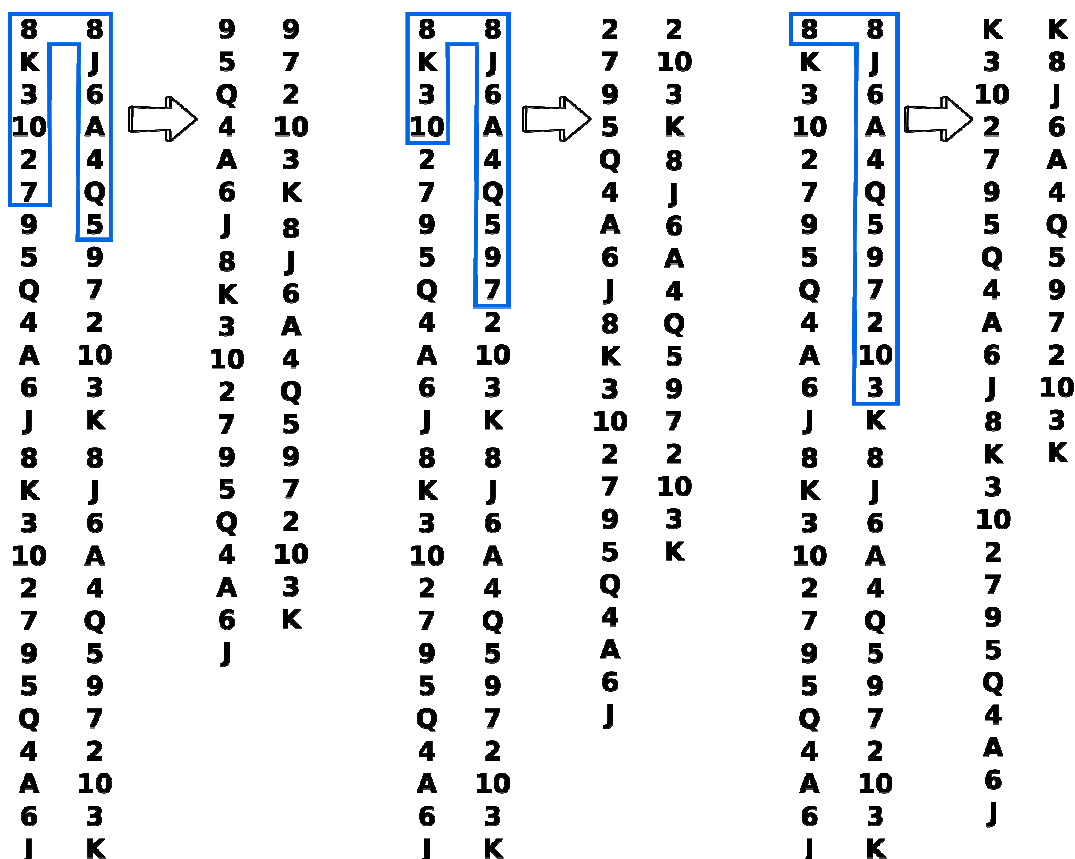 8 8 9 9 8 8 2 2 8 8 K K
K J 5 7 K J 7 10 K J 3 8
3 6 Q 2 3 6 9 3 3 6 10 J
10 A 4 10 10 A 5 K 10 A 2 6
2 4 A 3 2 4 Q 8 2 4 7 A
7 Q 6 K 7 Q 4 J 7 Q 9 4
9 5 J 8 9 5 A 6 9 5 5 Q
5 9 8 J 5 9 6 A 5 9 Q 5
Q 7 K 6 Q 7 J 4 Q 7 4 9
4 2 3 A 4 2 8 Q 4 2 A 7
A 10 10 4 A 10 K 5 A 10 6 2
6 3 2 Q 6 3 3 9 6 3 J 10
J K 7 5 J K 10 7 J K 8 3
8 8 9 9 8 8 2 2 8 8 K K
K J 5 7 K J 7 10 K J 3
3 6 Q 2 3 6 9 3 3 6 10
10 A 4 10 10 A 5 K 10 A 2
2 4 A 3 2 4 Q 2 4 7
7 Q 6 K 7 Q 4 7 Q 9
9 5 J 9 5 A 9 5 5
5 9 5 9 6 5 9 Q
Q 7 Q 7 J Q 7 4
4 2 4 2 4 2 A
A 10 A 10 A 10 6
6 3 6 3 6 3 J
J K J K J K